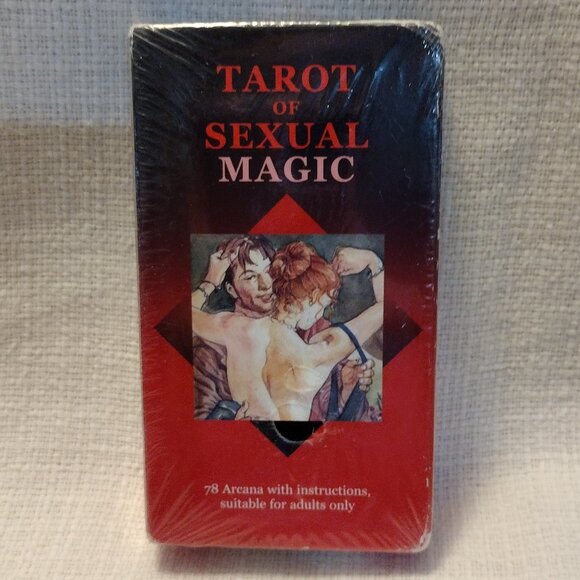 TAROT
OF
SEXUAL
MAGIC
78 Arcana with instructions,
suitable for adults only